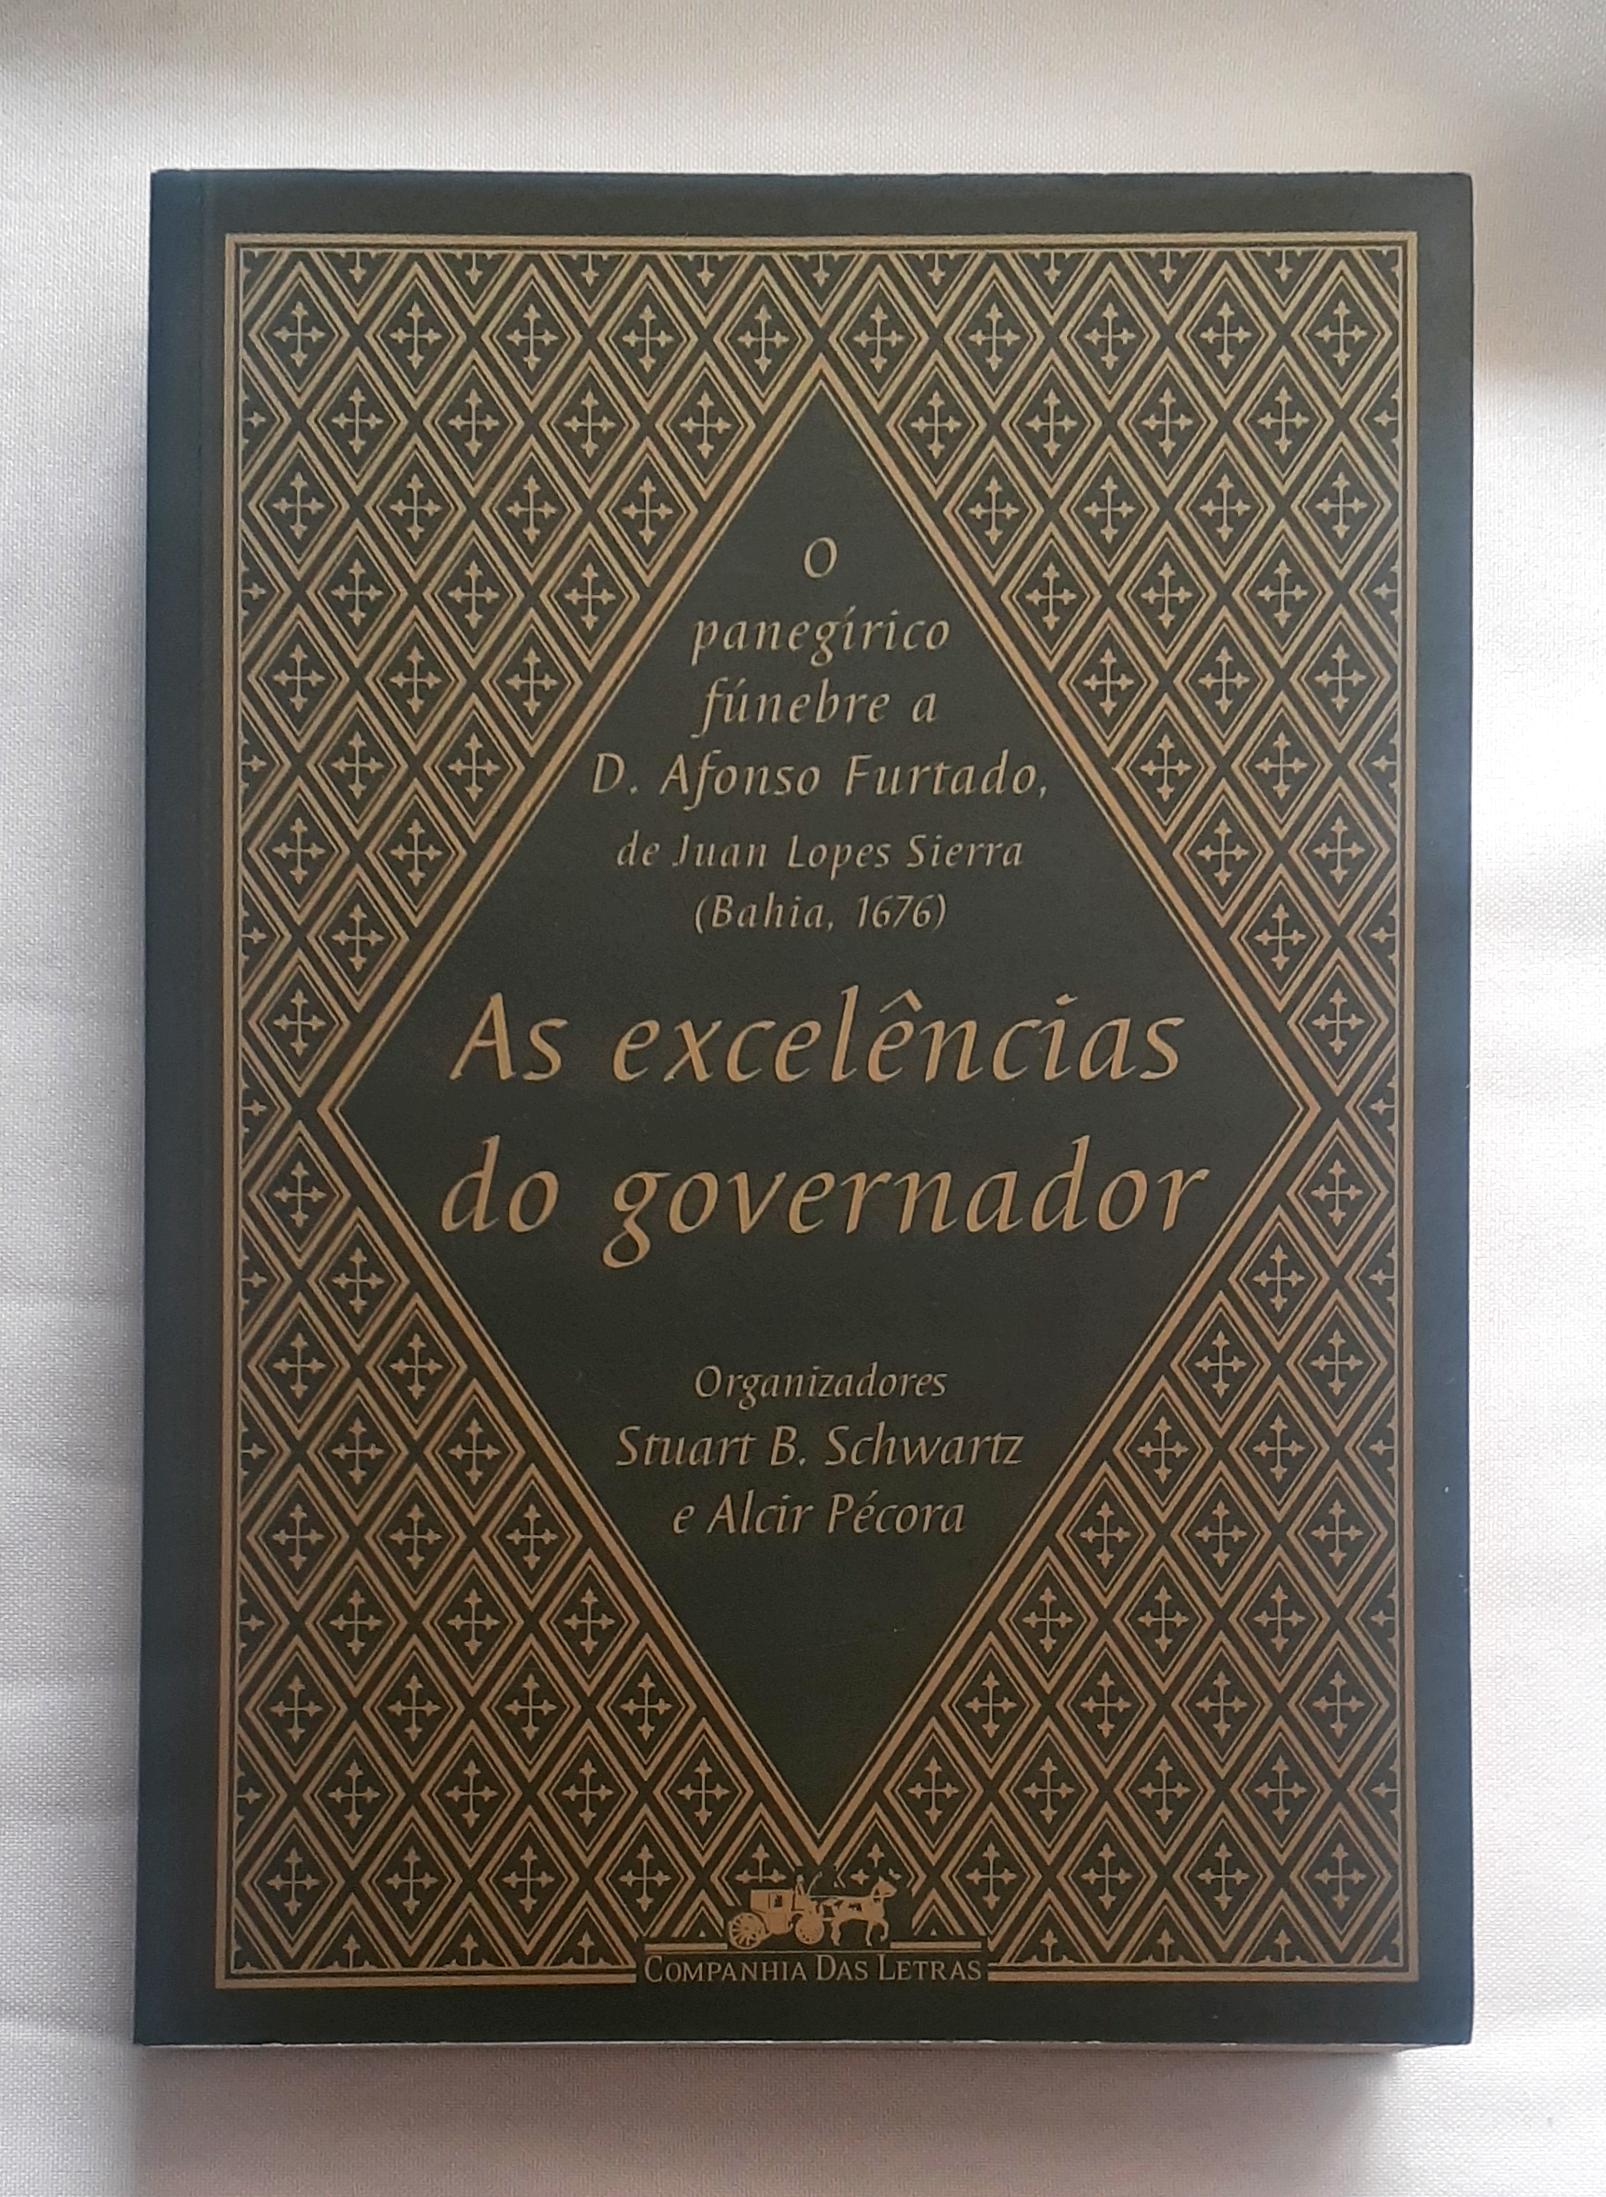 O
panegírico
fúnebre a
D. Afonso Furtado,
de Juan Lopes Sierra
(Bahia, 1676)
As excelências
do governador
Organizadores
Stuart B. Schwartz
e Alcir Pécora
COMPANHIA DAS LETRAS